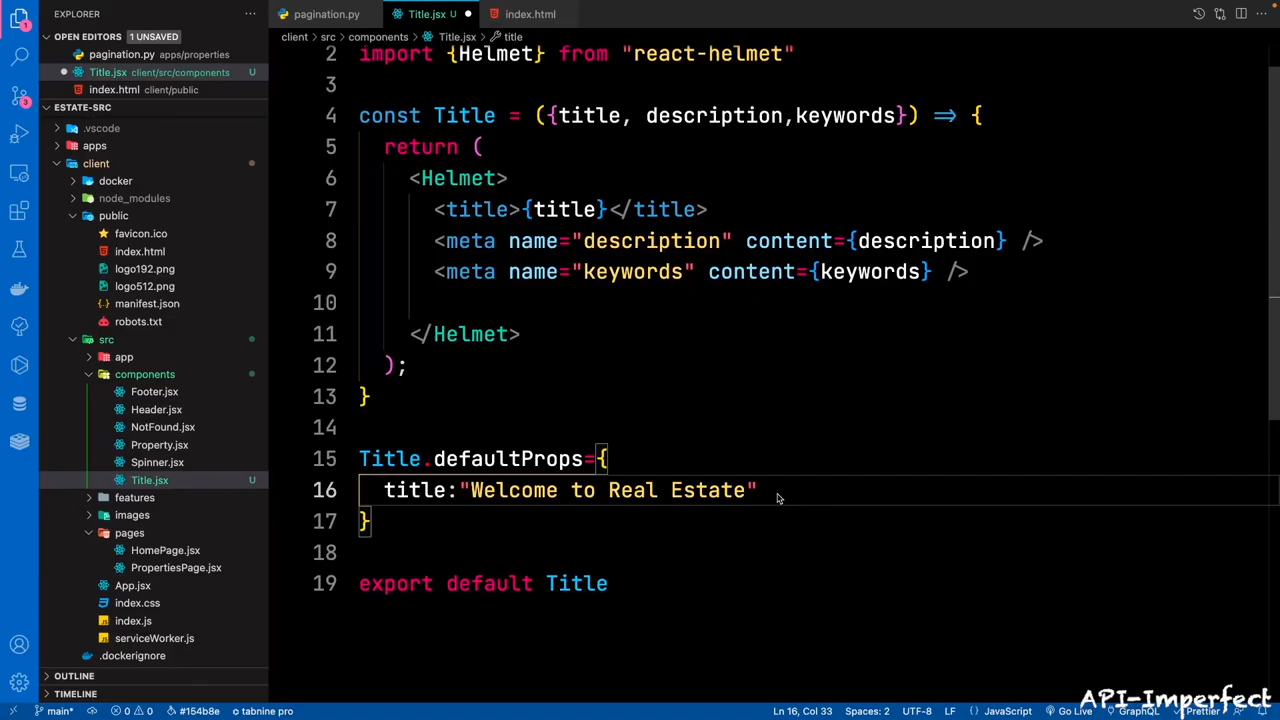 EXPLORER
OPEN EDITORS 1 UNSAVED
pagination.py apps/properties
Title.jsx client/src/components U
index.html client/public
ESTATE-SRC
.vscode
apps
client
docker
node_modules
public
favicon.ico
index.html
logo192.png
logo512.png
manifest.json
robots.txt
src
app
components
Footer.jsx
Header.jsx
NotFound.jsx
Property.jsx
Spinner.jsx
Title.jsx U
features
images
pages
HomePage.jsx
PropertiesPage.jsx
App.jsx
index.css
index.js
serviceWorker.js
.dockerignore
OUTLINE
TIMELINE
pagination.py Title.jsx U index.html
client > src > components > Title.jsx > title
2 import {Helmet} from "react-helmet"
3
4 const Title = ({title, description,keywords}) => {
5 return (
6 <Helmet>
7 <title>{title}</title>
8 <meta name="description" content={description} />
9 <meta name="keywords" content={keywords} />
10
11 </Helmet>
12 );
13 }
14
15 Title.defaultProps={
16 title:"Welcome to Real Estate"
17 }
18
19 export default Title
API-Imperfect
main* 0 0 #154b8e tabnine pro Ln 16, Col 33 Spaces: 2 UTF-8 LF JavaScript Go Live GraphQL Prettier
1
3